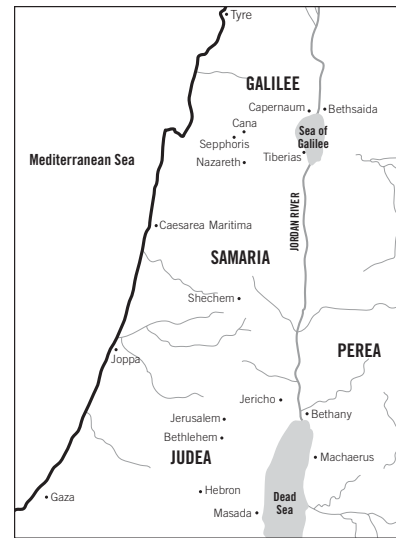 Tyre
GALILEE
Capernaum
Bethsaida
Cana
Sea of
Galilee
Sepphoris
Mediterranean Sea
Nazareth
Tiberias
JORDAN RIVER
Caesarea Maritima
SAMARIA
Shechem
PEREA
Joppa
Jericho
Bethany
Jerusalem
Bethlehem
JUDEA
Machaerus
Hebron
Gaza
Dead
Sea
Masada